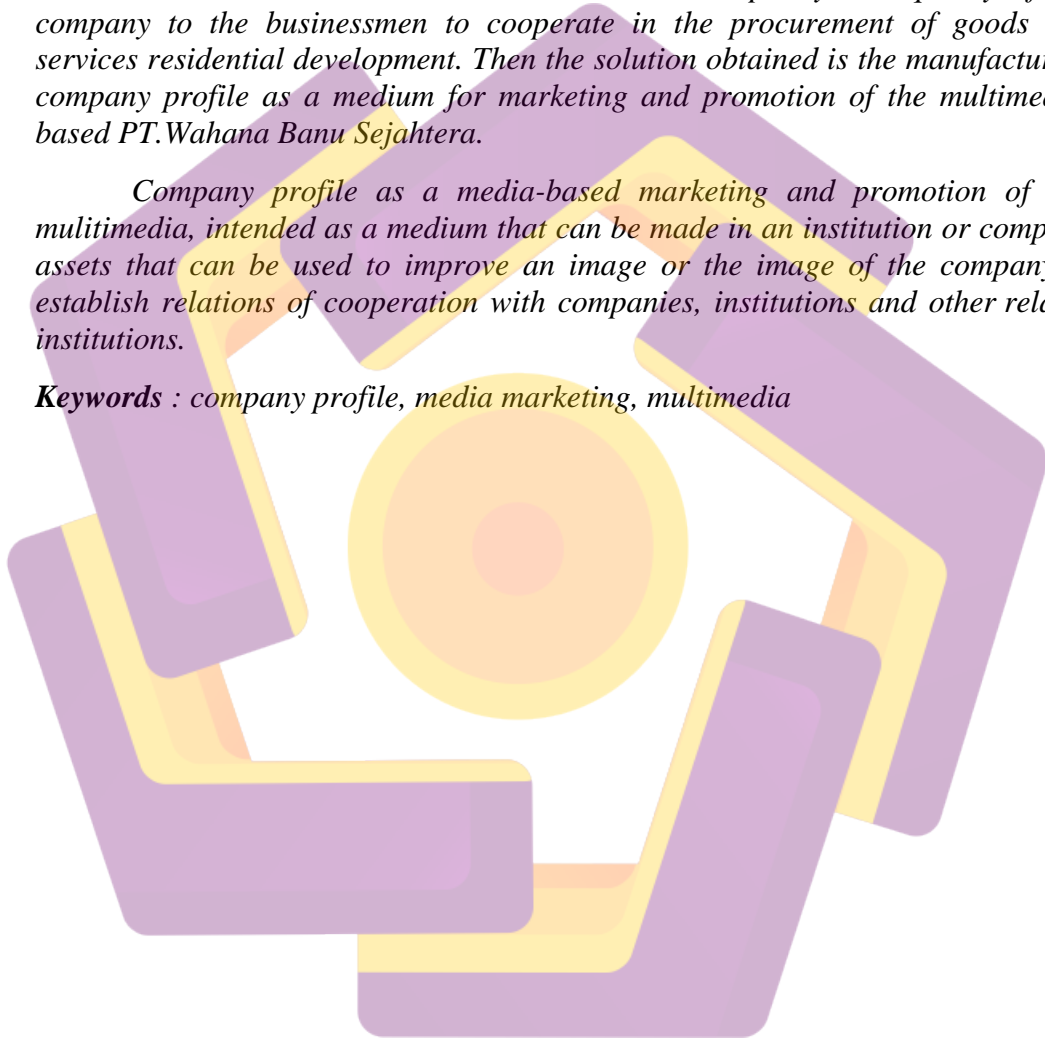 company to the businessmen to cooperate in the procurement of goods
services residential development. Then the solution obtained is the manufactur
company profile as a medium for marketing and promotion of the multimed
based PT.Wahana Banu Sejahtera.
Company profile as a media-based marketing and promotion of
mulitimedia, intended as a medium that can be made in an institution or comp
assets that can be used to improve an image or the image of the company
establish relations of cooperation with companies, institutions and other rela
institutions.
Keywords : company profile, media marketing, multimedia